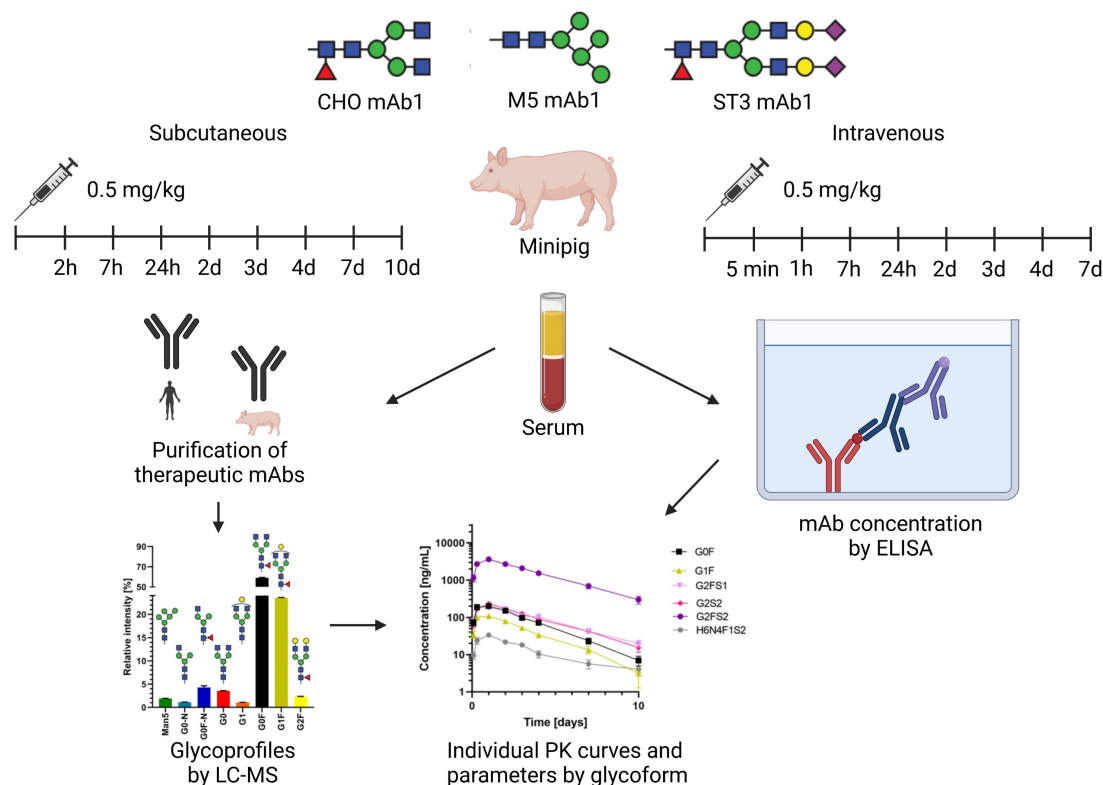 CHO mAb1
M5 mAb1
ST3 mAb1
Subcutaneous
Intravenous
0.5 mg/kg
0.5 mg/kg
Minipig
2h 7h 24h 2d 3d 4d 7d 10d
5 min 1h 7h 24h 2d 3d 4d 7d
Serum
Purification of
therapeutic mAbs
mAb concentration
by ELISA
Relative intensity [%]
90
70
50
20
15
10
5
0
Man5
G0-N
G0F-N
G0
G1
G0F
G1F
G2F
Glycoprofiles
by LC-MS
Concentration [ng/mL]
10000
1000
100
10
1
0
10
Time [days]
G0F
G1F
G2FS1
G2S2
G2FS2
H6N4F1S2
Individual PK curves and
parameters by glycoform